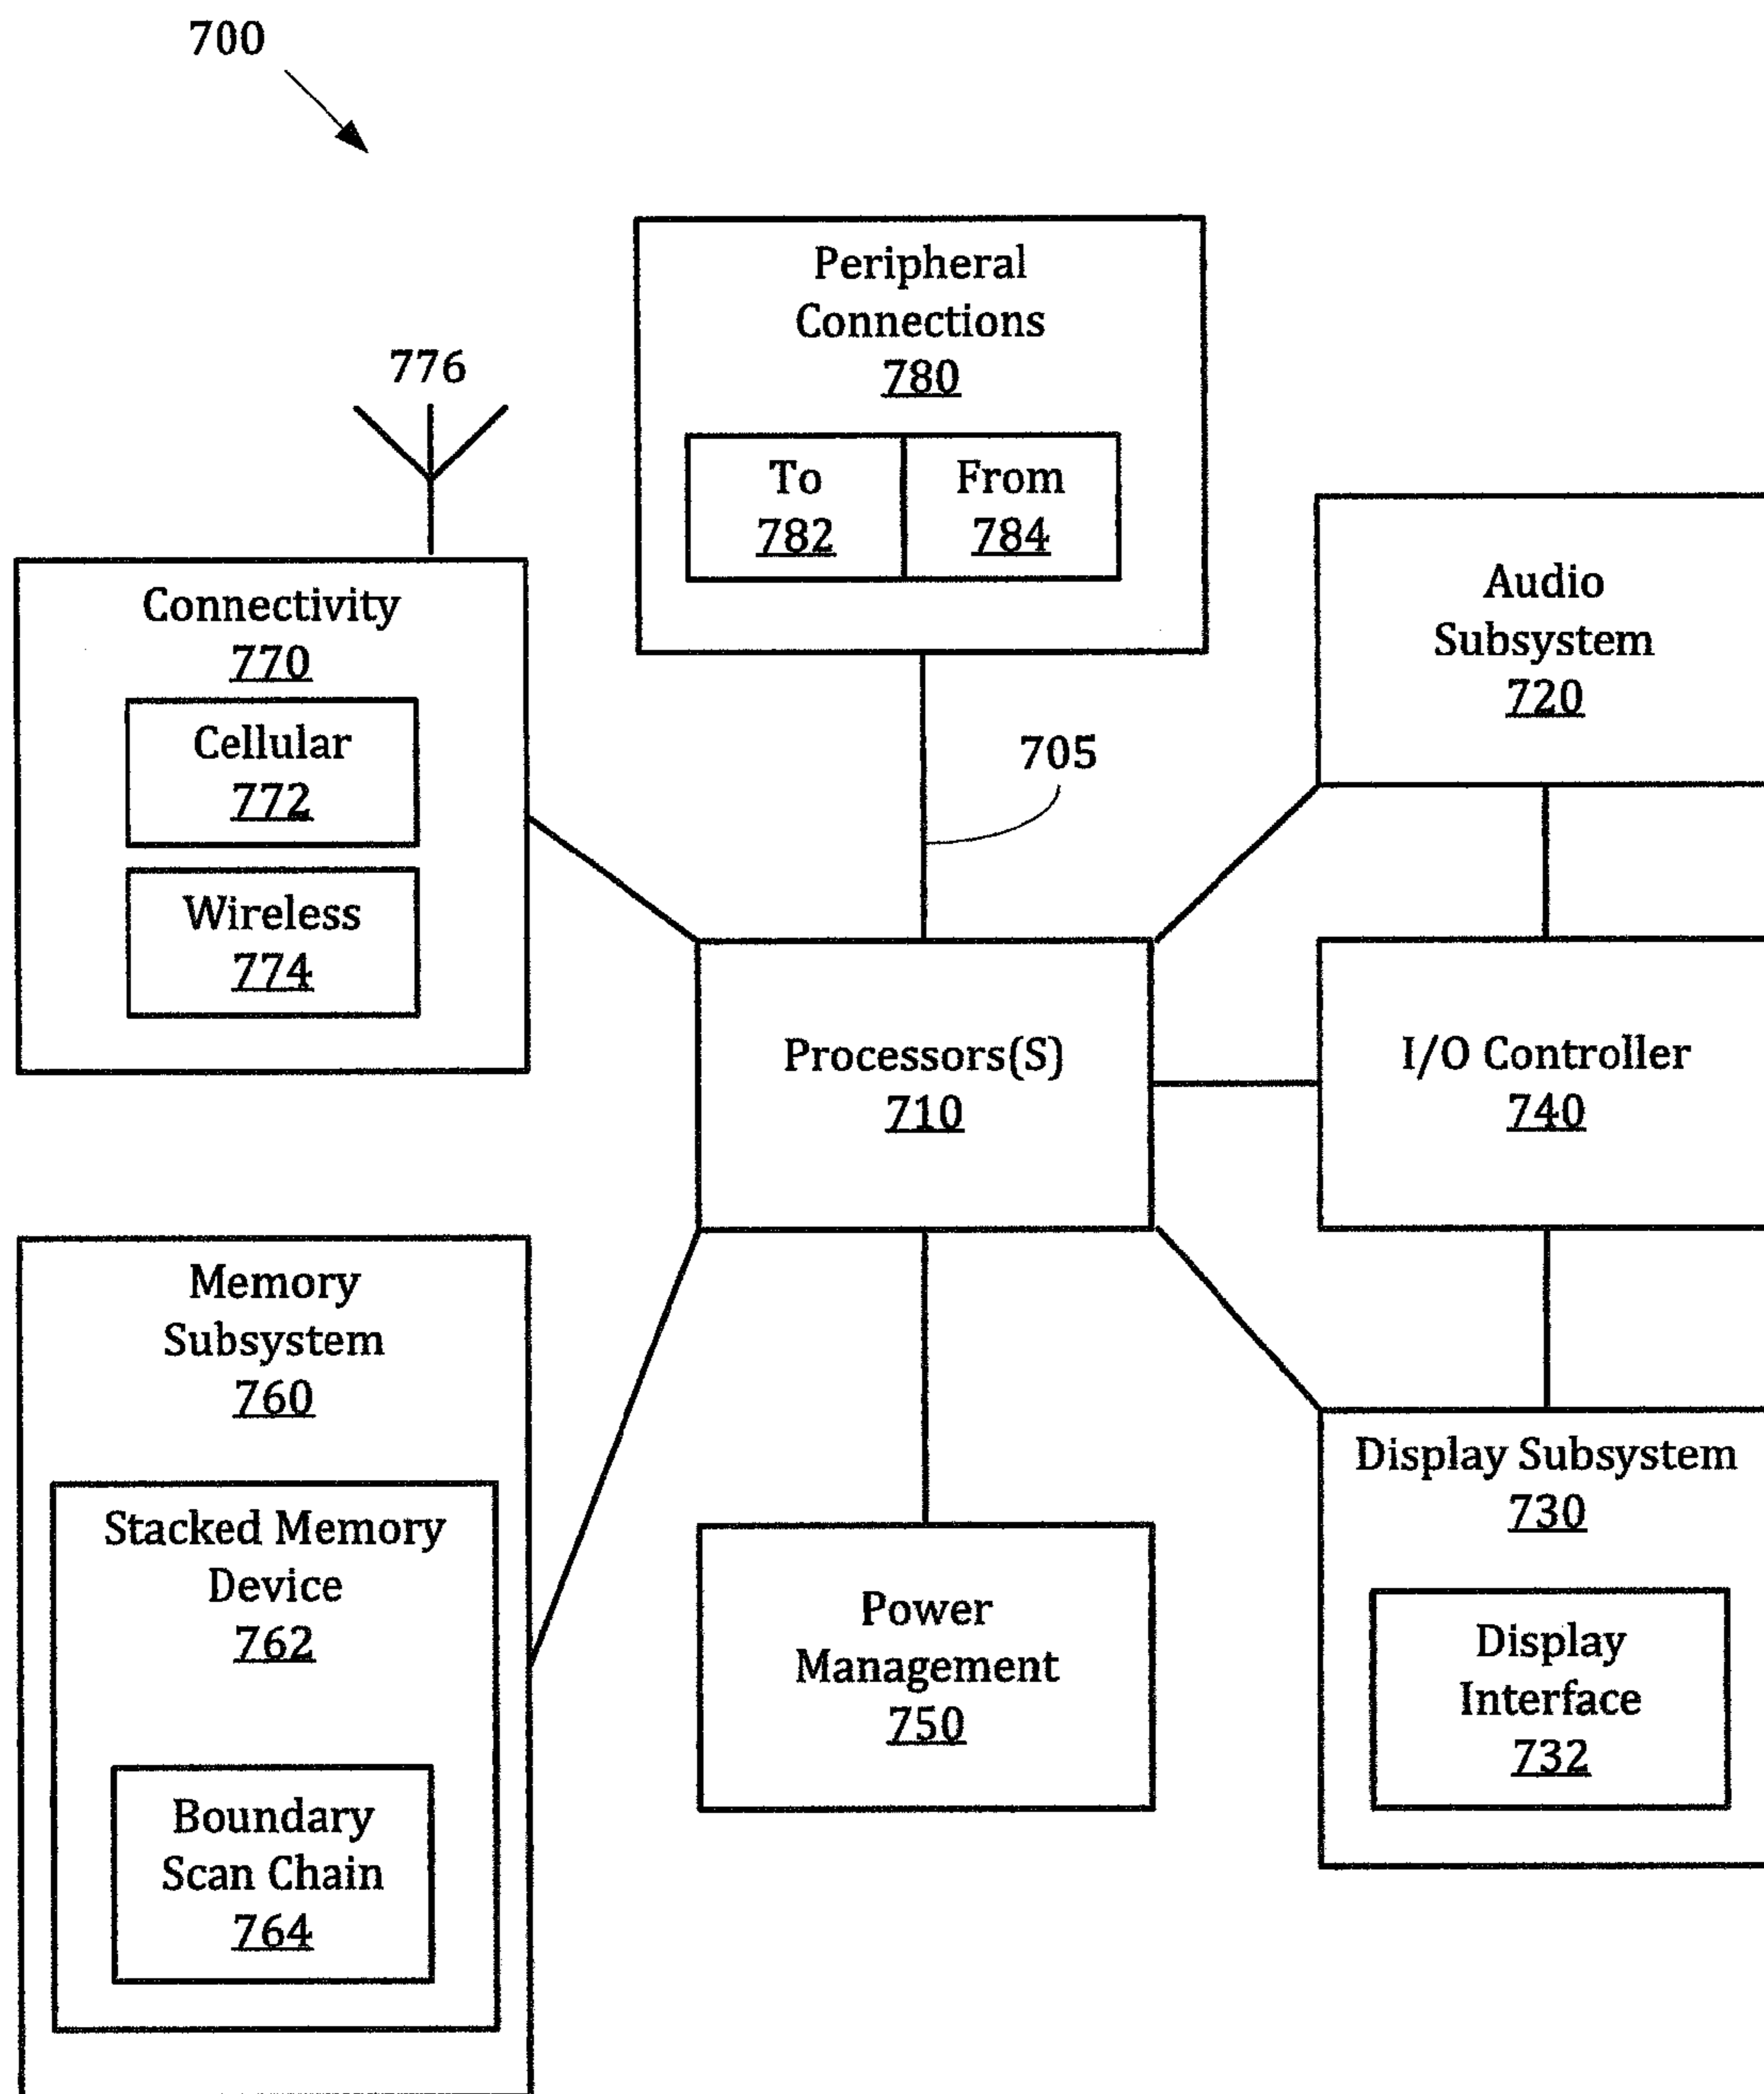 700
Peripheral
Connections
780
To
782
From
784
776
Connectivity
770
Cellular
772
Wireless
774
705
Audio
Subsystem
720
Processors(S)
710
I/O Controller
740
Memory
Subsystem
760
Stacked Memory
Device
762
Boundary
Scan Chain
764
Power
Management
750
Display Subsystem
730
Display
Interface
732